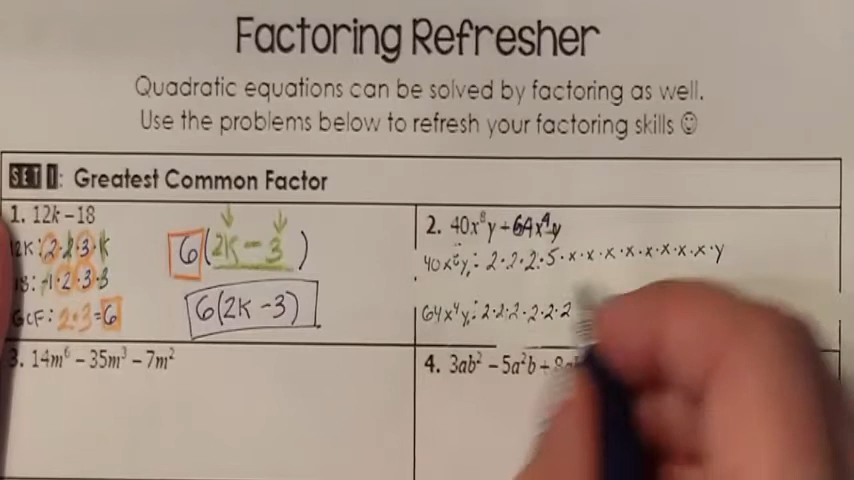 Factoring Refresher
Quadratic equations can be solved by factoring as well.
Use the problems below to refresh your factoring skills ☺
SET 1: Greatest Common Factor
1. 12k - 18
12K: 2·2·3·K
18: -1·2·3·3
GCF: 2·3=6
6(2K - 3)
6(2K - 3)
2. 40x⁸y + 64x⁴y
40x⁸y: 2·2·2·5·x·x·x·x·x·x·x·x·y
64x⁴y: 2·2·2·2·2·2
3. 14m⁶ - 35m³ - 7m²
4. 3ab² - 5a²b +